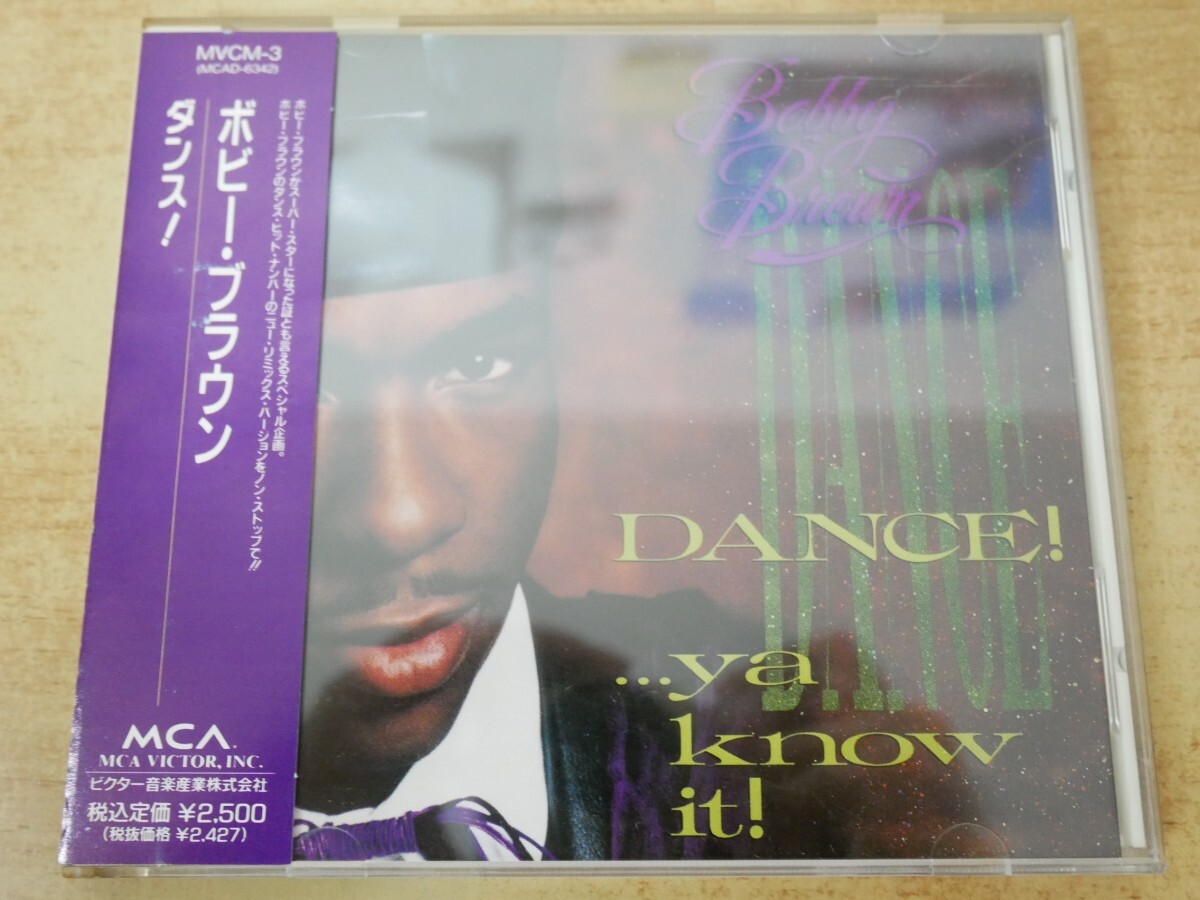 MVCM-3
(MCAD-6342)
ボビー・ブラウンがスーパー・スターになった証とも言えるスペシャル企画。
ボビー・ブラウンのダンス・ヒット・ナンバーのニュー・リミックス・バージョンをノン・ストップで!!
ボビー・ブラウン
ダンス!
MCA.
MCA VICTOR, INC.
ビクター音楽産業株式会社
税込定価 ¥2,500
(税抜価格 ¥2,427)
Bobby
Brown
DANCE
DANCE!
...ya
know
it!